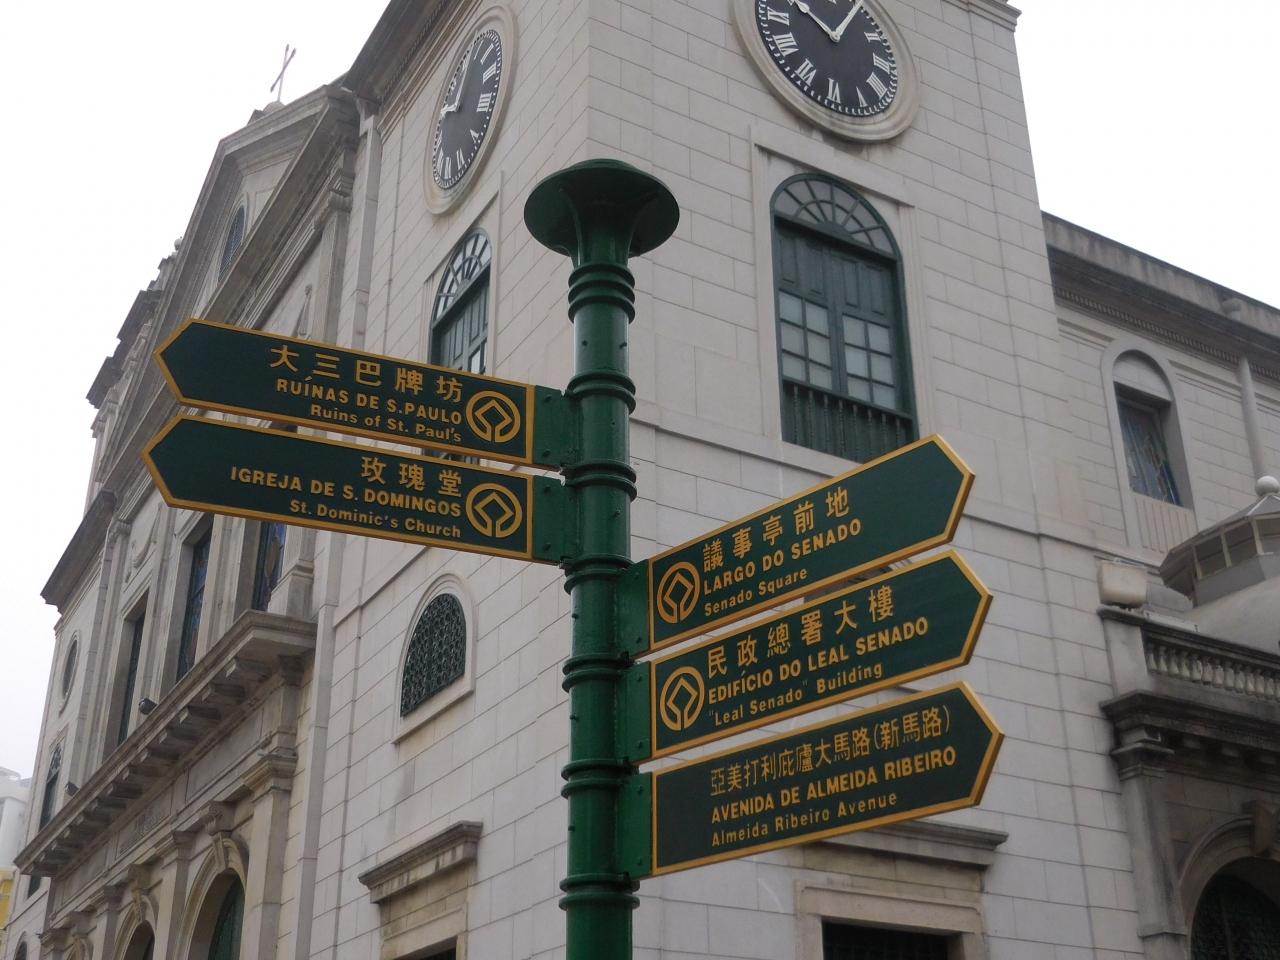 大三巴牌坊
RUÍNAS DE S.PAULO
Ruins of St. Paul's
玫瑰堂
IGREJA DE S. DOMINGOS
St. Dominic's Church
議事亭前地
LARGO DO SENADO
Senado Square
民政總署大樓
EDIFÍCIO DO LEAL SENADO
"Leal Senado" Building
亞美打利庇盧大馬路(新馬路)
AVENIDA DE ALMEIDA RIBEIRO
Almeida Ribeiro Avenue